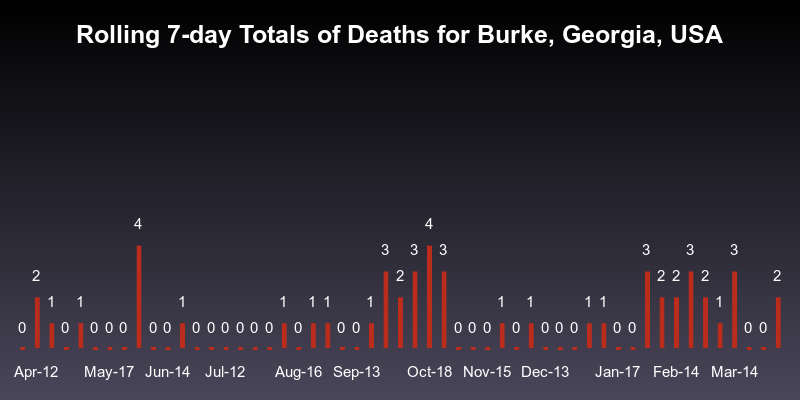 Rolling 7-day Totals of Deaths for Burke, Georgia, USA
0 2 1 0 1 0 0 0 4 0 0 1 0 0 0 0 0 0 1 0 1 1 0 0 1 3 2 3 4 3 0 0 0 1 0 1 0 0 0 1 1 0 0 3 2 2 3 2 1 3 0 0 2
Apr-12 May-17 Jun-14 Jul-12 Aug-16 Sep-13 Oct-18 Nov-15 Dec-13 Jan-17 Feb-14 Mar-14